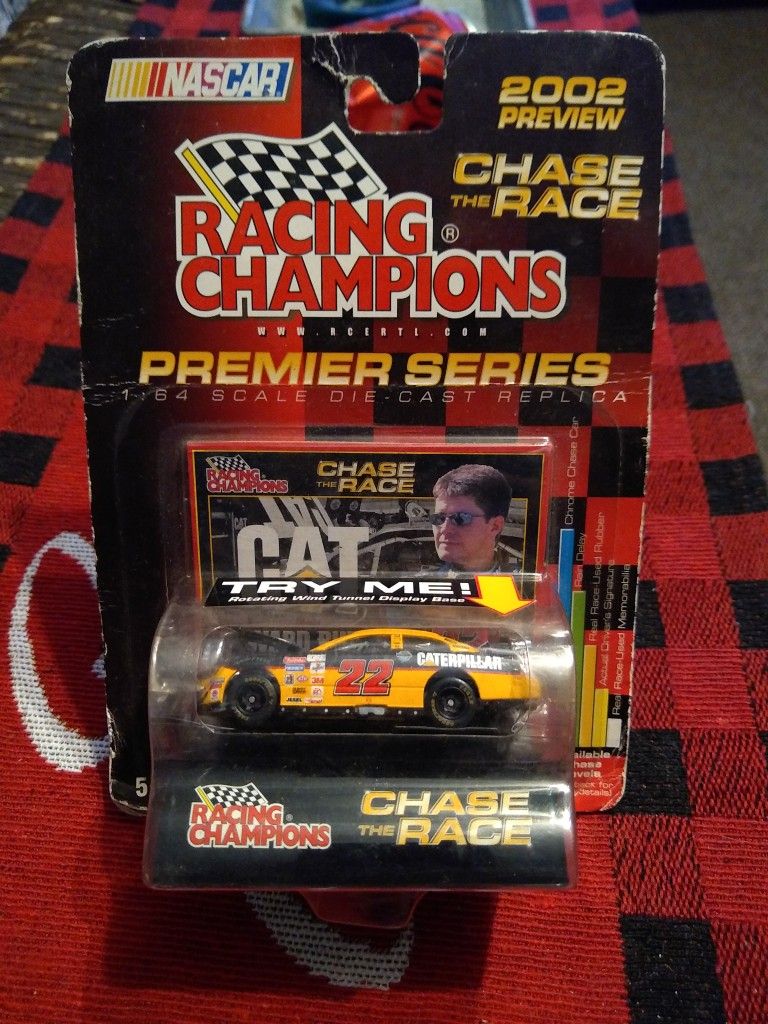 NASCAR
2002
PREVIEW
CHASE
THE RACE
RACING ®
CHAMPIONS
WWW.RCERTL.COM
PREMIER SERIES
1:64 SCALE DIE-CAST REPLICA
RACING
CHAMPIONS
CHASE
THE RACE
CAT
TRY ME!
Rotating Wind Tunnel Display Base
CATERPILLAR
22
3M
Chrome Chase Car
Real Race-Used Rubber
Actual Driver's Signature
Real Race-Used Memorabilia
5
RACING ®
CHAMPIONS
CHASE
THE RACE